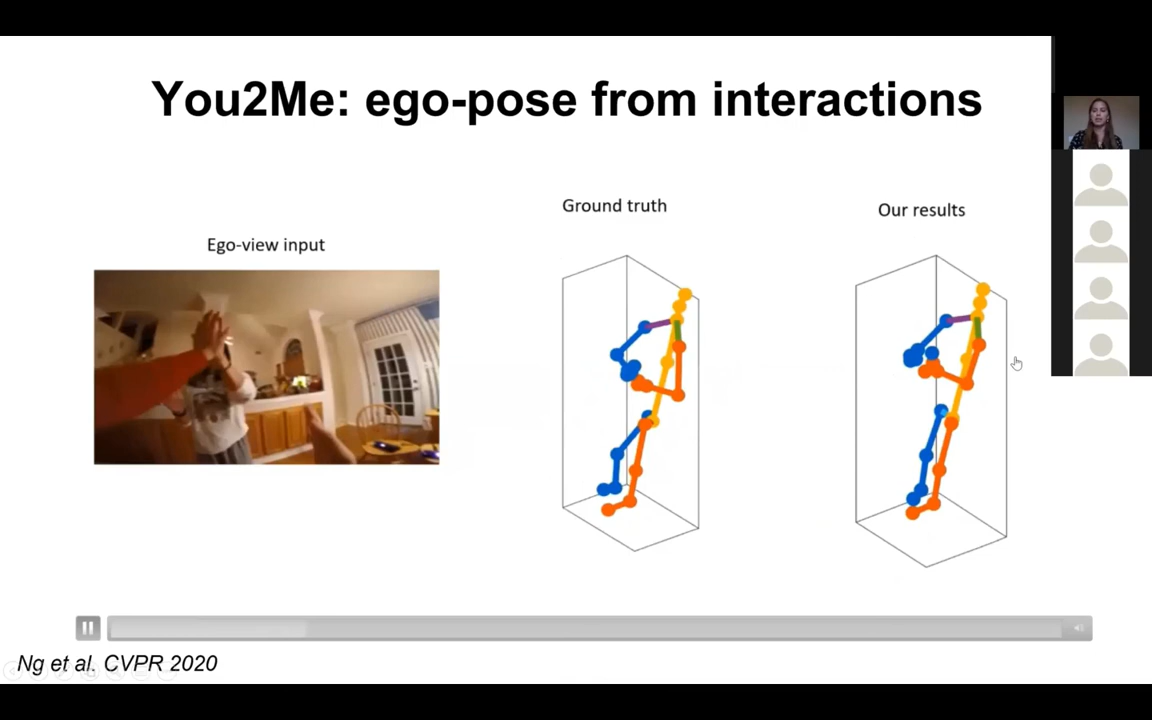 You2Me: ego-pose from interactions
Ego-view input
Ground truth
Our results
Ng et al. CVPR 2020